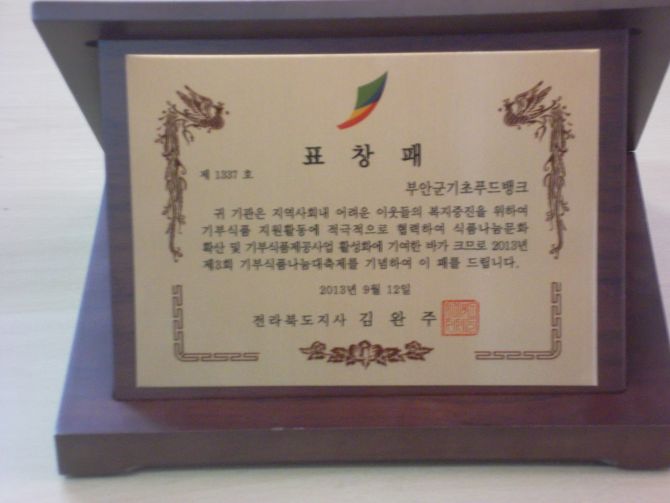 표 창 패
제 1337 호
부안군기초푸드뱅크
귀 기관은 지역사회내 어려운 이웃들의 복지증진을 위하여
기부식품 지원활동에 적극적으로 협력하여 식품나눔문화
확산 및 기부식품제공사업 활성화에 기여한 바가 크므로 2013년
제3회 기부식품나눔대축제를 기념하여 이 패를 드립니다.
2013년 9월 12일
전라북도지사 김 완 주